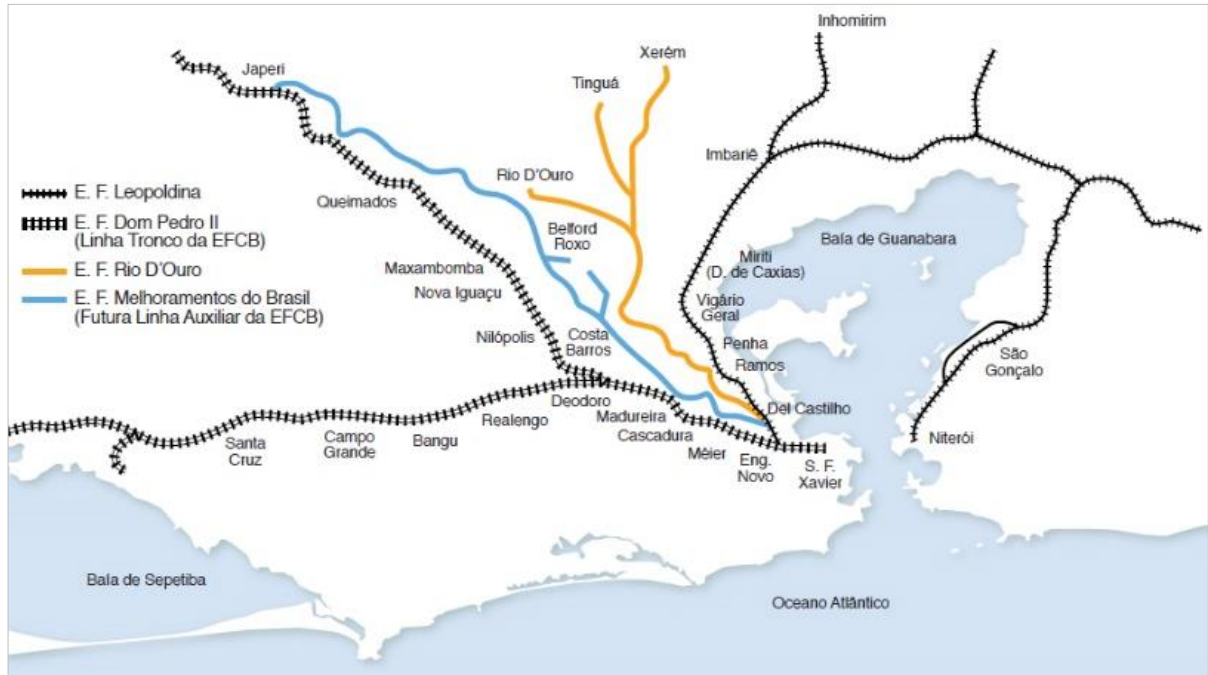 Inhomirim
Xerém
Japeri
Tinguá
Imbariê
Rio D'Ouro
E. F. Leopoldina
E. F. Dom Pedro II
(Linha Tronco da EFCB)
E. F. Rio D'Ouro
E. F. Melhoramentos do Brasil
(Futura Linha Auxiliar da EFCB)
Queimados
Belford
Roxo
Baía de Guanabara
Miriti
(D. de Caxias)
Maxambomba
Nova Iguaçu
Vigário
Geral
Nilópolis
Costa
Barros
Penha
Ramos
São
Gonçalo
Deodoro
Del Castilho
Realengo
Madureira
Cascadura
Santa
Cruz
Campo
Grande
Bangu
Méier
Eng.
Novo
S. F.
Xavier
Niterói
Baía de Sepetiba
Oceano Atlântico